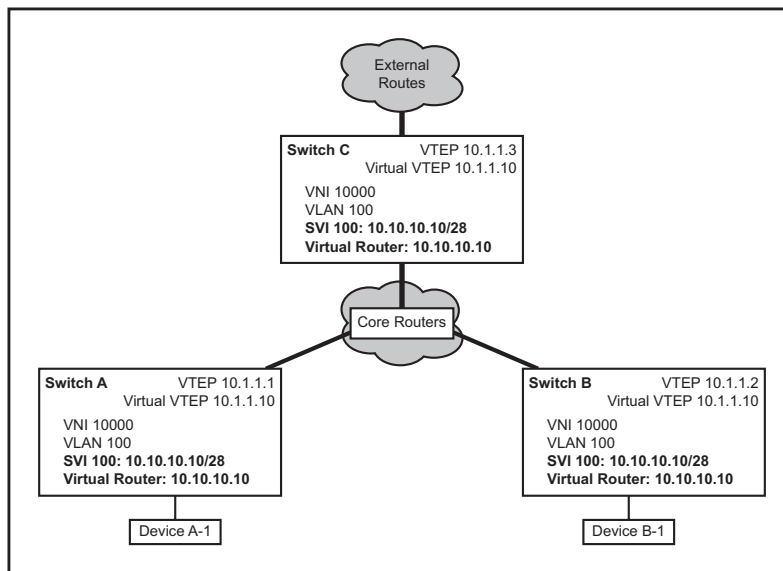 External
Routes
Switch C VTEP 10.1.1.3
Virtual VTEP 10.1.1.10
VNI 10000
VLAN 100
SVI 100: 10.10.10.10/28
Virtual Router: 10.10.10.10
Core Routers
Switch A VTEP 10.1.1.1
Virtual VTEP 10.1.1.10
VNI 10000
VLAN 100
SVI 100: 10.10.10.10/28
Virtual Router: 10.10.10.10
Device A-1
Switch B VTEP 10.1.1.2
Virtual VTEP 10.1.1.10
VNI 10000
VLAN 100
SVI 100: 10.10.10.10/28
Virtual Router: 10.10.10.10
Device B-1